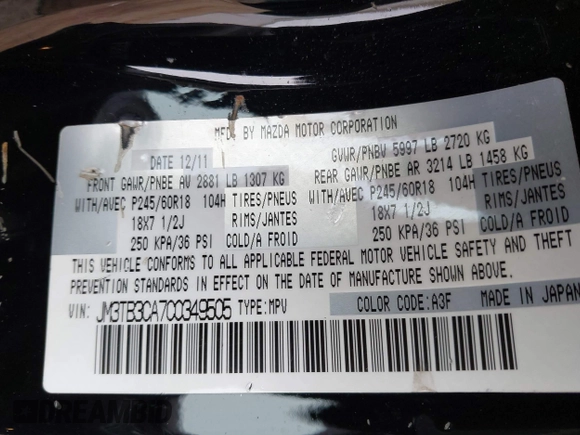 MFD. BY MAZDA MOTOR CORPORATION
DATE 12/11 GVWR/PNBV 5997 LB 2720 KG
FRONT GAWR/PNBE AV 2881 LB 1307 KG REAR GAWR/PNBE AR 3214 LB 1458 KG
WITH/AVEC P245/60R18 104H TIRES/PNEUS WITH/AVEC P245/60R18 104H TIRES/PNEUS
18X7 1/2J RIMS/JANTES 18X7 1/2J RIMS/JANTES
250 KPA/36 PSI COLD/A FROID 250 KPA/36 PSI COLD/A FROID
THIS VEHICLE CONFORMS TO ALL APPLICABLE FEDERAL MOTOR VEHICLE SAFETY AND THEFT
PREVENTION STANDARDS IN EFFECT ON THE DATE OF MANUFACTURE SHOWN ABOVE.
VIN: JM3TB3CA7C0349505 TYPE:MPV COLOR CODE:A3F MADE IN JAPAN
DREAMBID